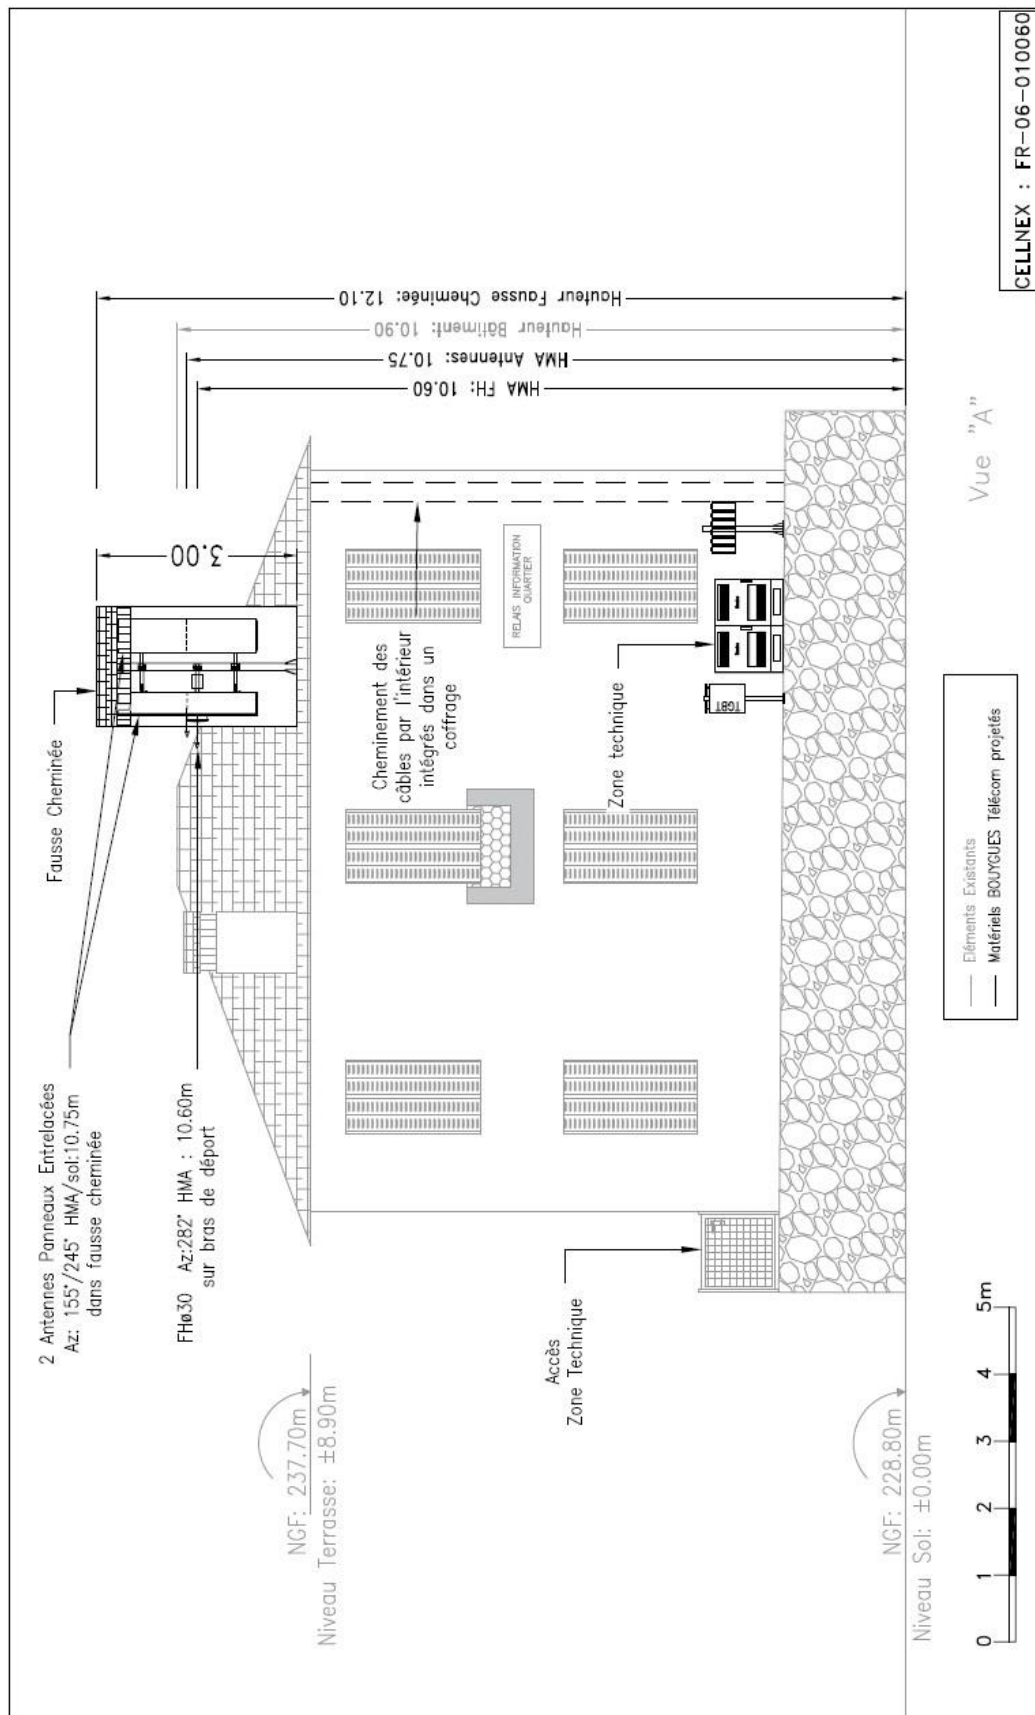 2 Antennes Panneaux Entrelacées
Az: 155°/245° HMA/sol:10.75m
dans fausse cheminée
FHø30 Az:282° HMA : 10.60m
sur bras de déport
Fausse Cheminée
3.00
HMA FH: 10.60
HMA Antennes: 10.75
Hauteur Bâtiment: 10.90
Hauteur Fausse Cheminée: 12.10
NGF: 237.70m
Niveau Terrasse: ±8.90m
Cheminement des
câbles par l'intérieur
intégrés dans un
coffrage
RELAIS INFORMATION
QUARTIER
Accès
Zone Technique
Zone technique
TGBT
NGF: 228.80m
Niveau Sol: ±0.00m
Vue "A"
0 1 2 3 4 5m
Eléments Existants
Matériels BOUYGUES Télécom projetés
CELLNEX : FR-06-010060